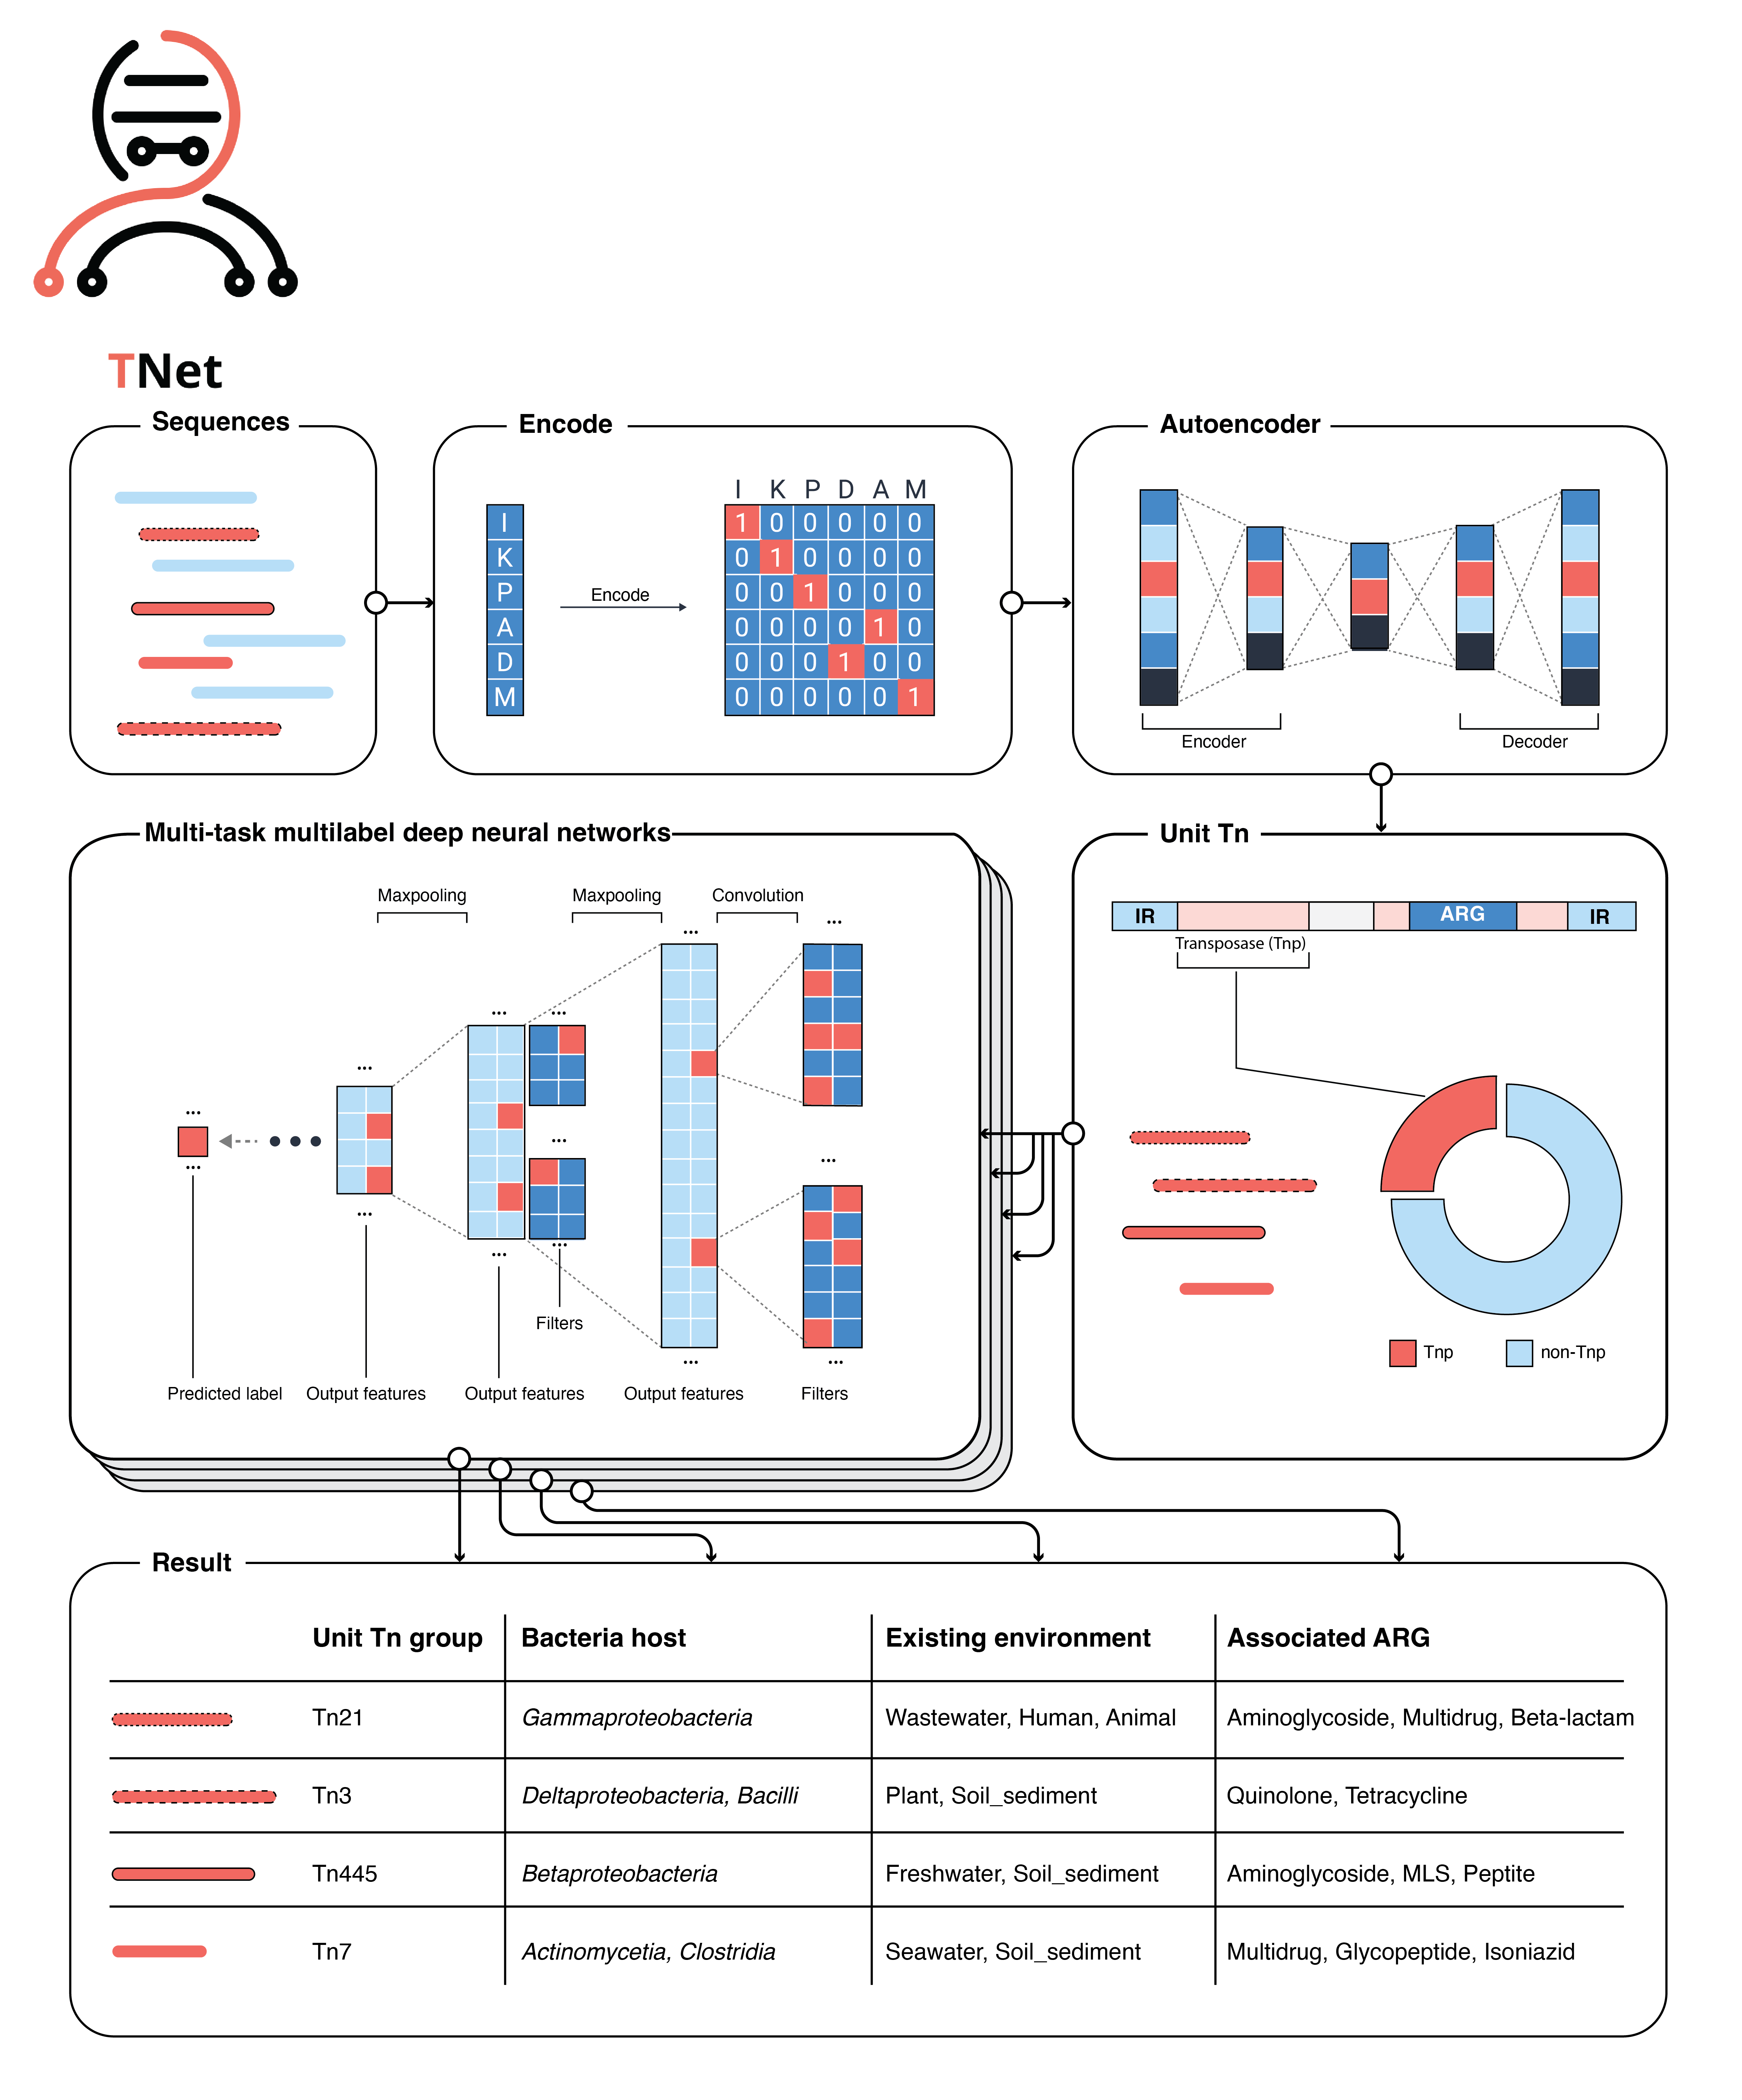 TNet
Sequences
Encode
Autoencoder
I K P D A M
I
K
P
A
D
M
Encode
1 0 0 0 0 0
0 1 0 0 0 0
0 0 1 0 0 0
0 0 0 0 1 0
0 0 0 1 0 0
0 0 0 0 0 1
Encoder
Decoder
Multi-task multilabel deep neural networks
Maxpooling
Maxpooling
Convolution
...
...
...
...
...
...
...
...
...
...
...
...
...
...
Filters
Predicted label
Output features
Output features
Output features
Filters
Unit Tn
IR
ARG
IR
Transposase (Tnp)
Tnp
non-Tnp
Result
Unit Tn group Bacteria host Existing environment Associated ARG
Tn21 Gammaproteobacteria Wastewater, Human, Animal Aminoglycoside, Multidrug, Beta-lactam
Tn3 Deltaproteobacteria, Bacilli Plant, Soil_sediment Quinolone, Tetracycline
Tn445 Betaproteobacteria Freshwater, Soil_sediment Aminoglycoside, MLS, Peptite
Tn7 Actinomycetia, Clostridia Seawater, Soil_sediment Multidrug, Glycopeptide, Isoniazid